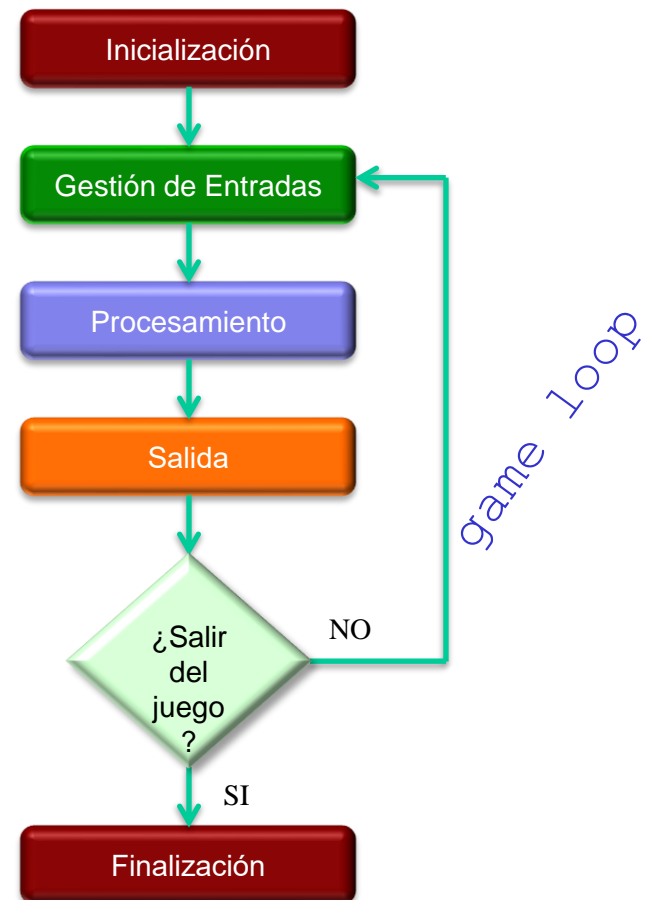 Inicialización
Gestión de Entradas
Procesamiento
game loop
Salida
¿Salir
del
juego
?
NO
SI
Finalización